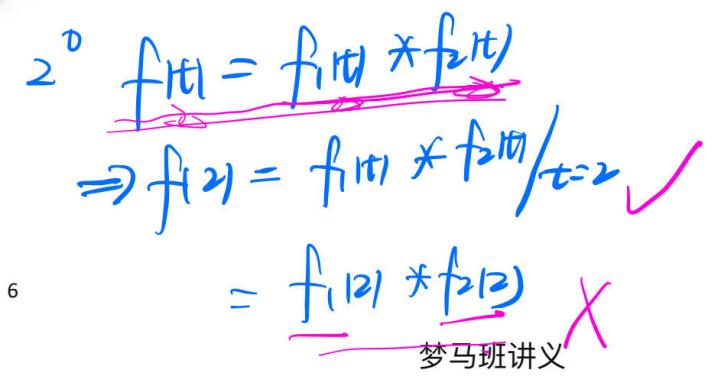 2° f(t) = f₁(t) * f₂(t)
⇒ f(2) = f₁(t) * f₂(t)/t=2 ✓
6
= f₁(2) * f₂(2) ✗
梦马班讲义